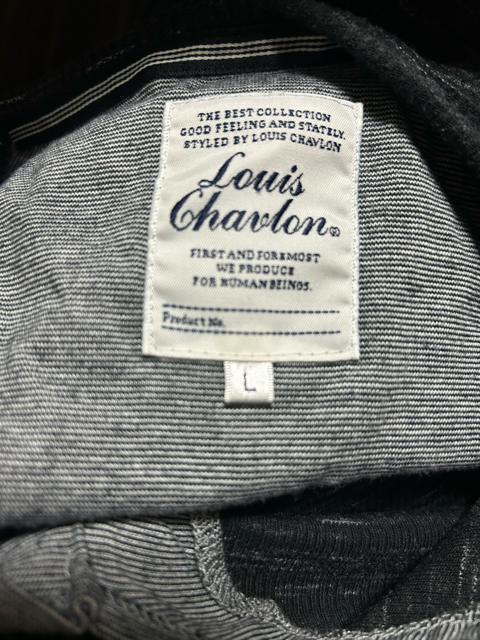 THE BEST COLLECTION
GOOD FEELING AND STATELY.
STYLED BY LOUIS CHAVLON
Louis
Chavlon®
FIRST AND FOREMOST
WE PRODUCE
FOR HUMAN BEINGS.
Product No.
L